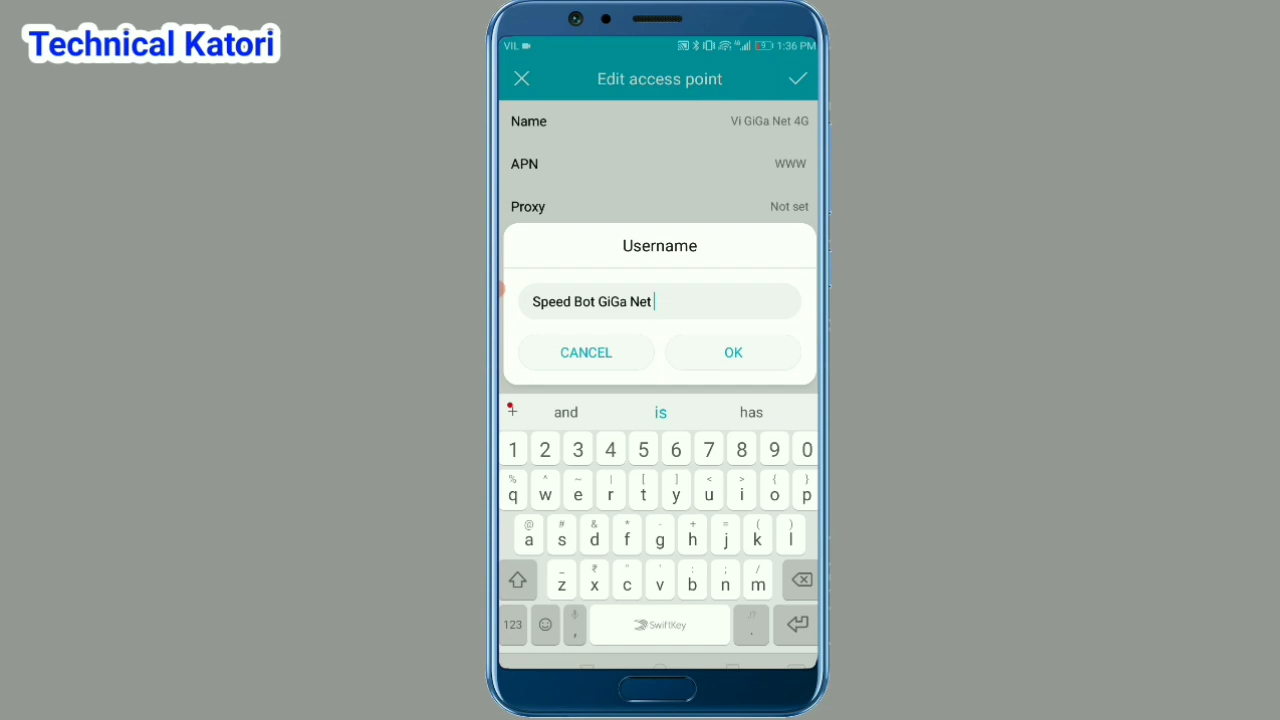 Technical Katori
VIL 1:36 PM
Edit access point
Name Vi GiGa Net 4G
APN WWW
Proxy Not set
Username
Speed Bot GiGa Net
CANCEL OK
and is has
1 2 3 4 5 6 7 8 9 0
% ^ ~ | [ ] < > { }
q w e r t y u i o p
@ # & * - + = ( )
a s d f g h j k l
_ ₹ " ' : ; /
z x c v b n m
123 , SwiftKey .